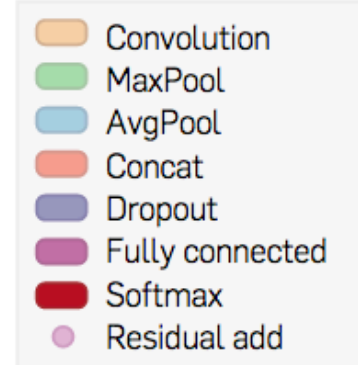 Convolution
MaxPool
AvgPool
Concat
Dropout
Fully connected
Softmax
Residual add